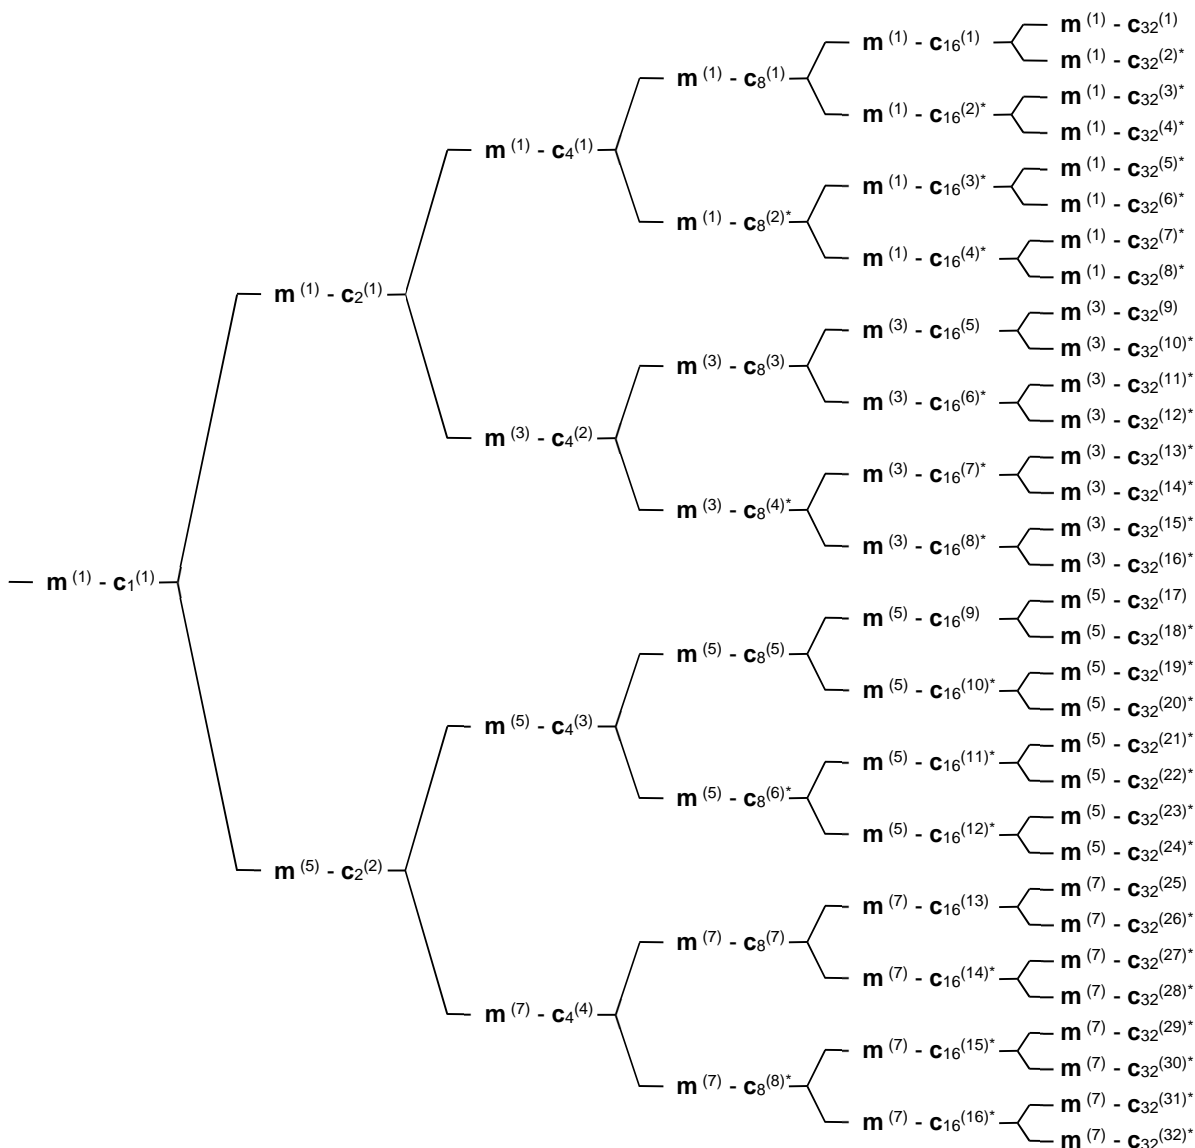 m (1) - c1(1)
m (1) - c2(1)
m (5) - c2(2)
m (1) - c4(1)
m (3) - c4(2)
m (5) - c4(3)
m (7) - c4(4)
m (1) - c8(1)
m (1) - c8(2)*
m (3) - c8(3)
m (3) - c8(4)*
m (5) - c8(5)
m (5) - c8(6)*
m (7) - c8(7)
m (7) - c8(8)*
m (1) - c16(1)
m (1) - c16(2)*
m (1) - c16(3)*
m (1) - c16(4)*
m (3) - c16(5)
m (3) - c16(6)*
m (3) - c16(7)*
m (3) - c16(8)*
m (5) - c16(9)
m (5) - c16(10)*
m (5) - c16(11)*
m (5) - c16(12)*
m (7) - c16(13)
m (7) - c16(14)*
m (7) - c16(15)*
m (7) - c16(16)*
m (1) - c32(1)
m (1) - c32(2)*
m (1) - c32(3)*
m (1) - c32(4)*
m (1) - c32(5)*
m (1) - c32(6)*
m (1) - c32(7)*
m (1) - c32(8)*
m (3) - c32(9)
m (3) - c32(10)*
m (3) - c32(11)*
m (3) - c32(12)*
m (3) - c32(13)*
m (3) - c32(14)*
m (3) - c32(15)*
m (3) - c32(16)*
m (5) - c32(17)
m (5) - c32(18)*
m (5) - c32(19)*
m (5) - c32(20)*
m (5) - c32(21)*
m (5) - c32(22)*
m (5) - c32(23)*
m (5) - c32(24)*
m (7) - c32(25)
m (7) - c32(26)*
m (7) - c32(27)*
m (7) - c32(28)*
m (7) - c32(29)*
m (7) - c32(30)*
m (7) - c32(31)*
m (7) - c32(32)*